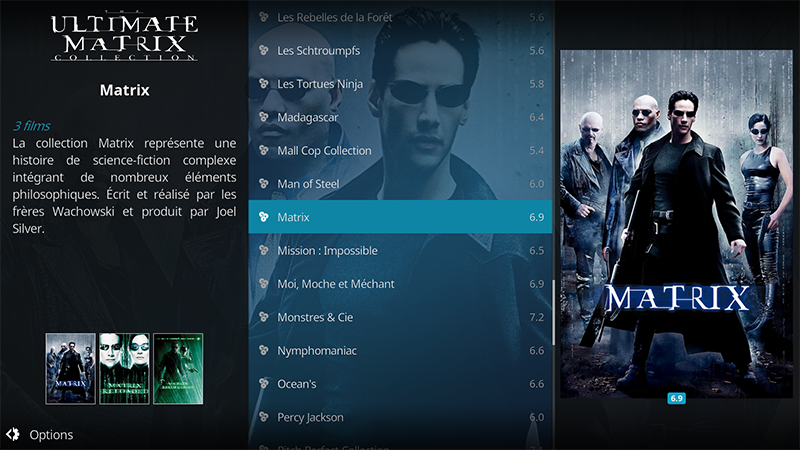 THE
ULTIMATE
MATRIX
COLLECTION
Matrix
3 films
La collection Matrix représente une
histoire de science-fiction complexe
intégrant de nombreux éléments
philosophiques. Écrit et réalisé par les
frères Wachowski et produit par Joel
Silver.
MATRIX
MATRIX
RELOADED
Options
Les Rebelles de la Forêt 5.6
Les Schtroumpfs 5.6
Les Tortues Ninja 5.8
Madagascar 6.4
Mall Cop Collection 5.4
Man of Steel 6.0
Matrix 6.9
Mission : Impossible 6.5
Moi, Moche et Méchant 6.9
Monstres & Cie 7.2
Nymphomaniac 6.6
Ocean's 6.6
Percy Jackson 6.0
Pitch Perfect Collection
MATRIX
6.9